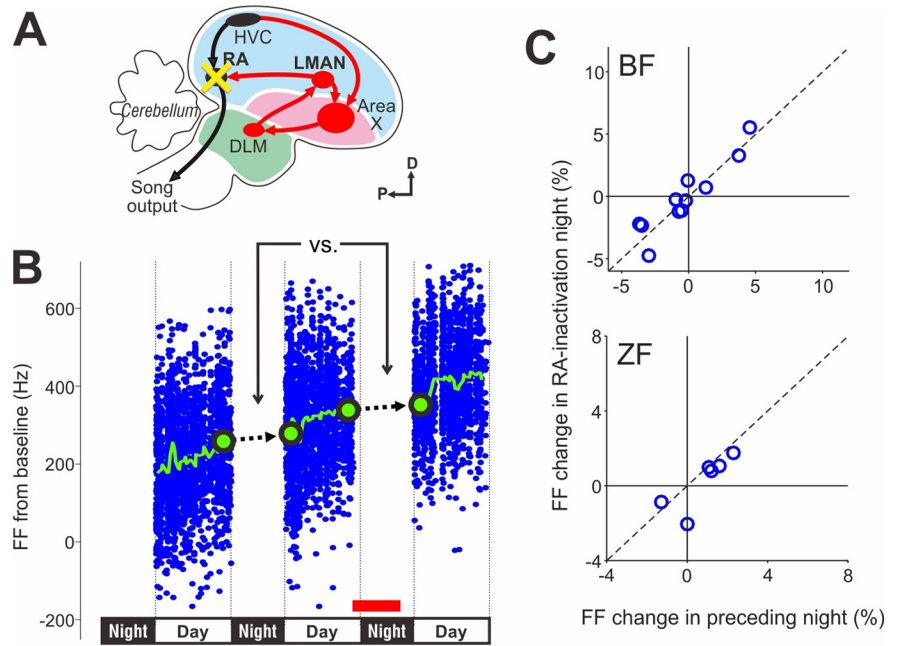 A
HVC
RA
LMAN
Cerebellum
Area
X
DLM
D
P
Song
output
B
vs.
FF from baseline (Hz)
600
400
200
0
-200
Night
Day
Night
Day
Night
Day
C
BF
10
5
0
-5
-5
0
5
10
FF change in RA-inactivation night (%)
ZF
8
4
0
-4
-4
0
4
8
FF change in preceding night (%)